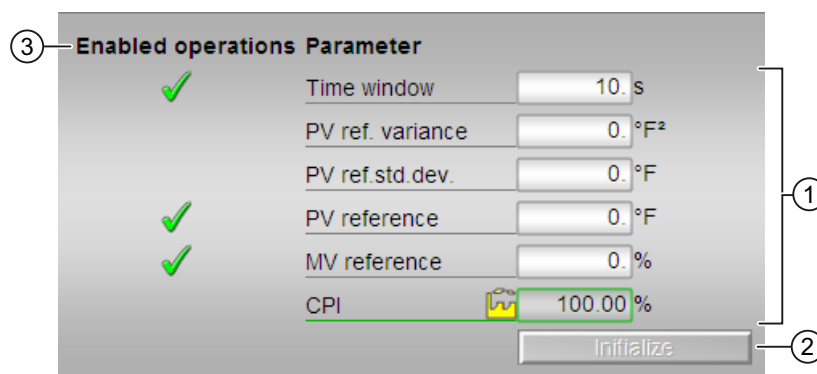 ③ Enabled operations Parameter
Time window 10. s
PV ref. variance 0. °F²
PV ref.std.dev. 0. °F
PV reference 0. °F
MV reference 0. %
CPI 100.00 %
①
Initialize ②